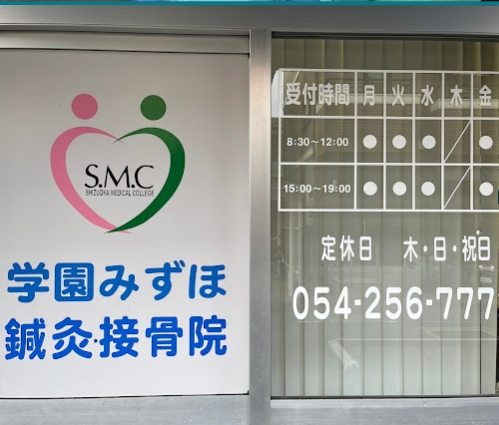 S.M.C
SHIZUOKA MEDICAL COLLEGE
学園みずほ
鍼灸・接骨院
受付時間 月 火 水 木 金
8:30~12:00 ● ● ● ／
15:00~19:00 ● ● ● ／
定休日 木・日・祝日
054-256-777